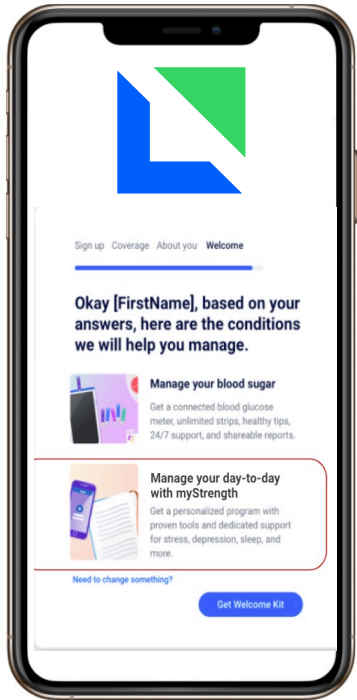 Sign up Coverage About you Welcome
Okay [FirstName], based on your
answers, here are the conditions
we will help you manage.
Manage your blood sugar
Get a connected blood glucose
meter, unlimited strips, healthy tips,
24/7 support, and shareable reports.
Manage your day-to-day
with myStrength
Get a personalized program with
proven tools and dedicated support
for stress, depression, sleep, and
more.
Need to change something?
Get Welcome Kit